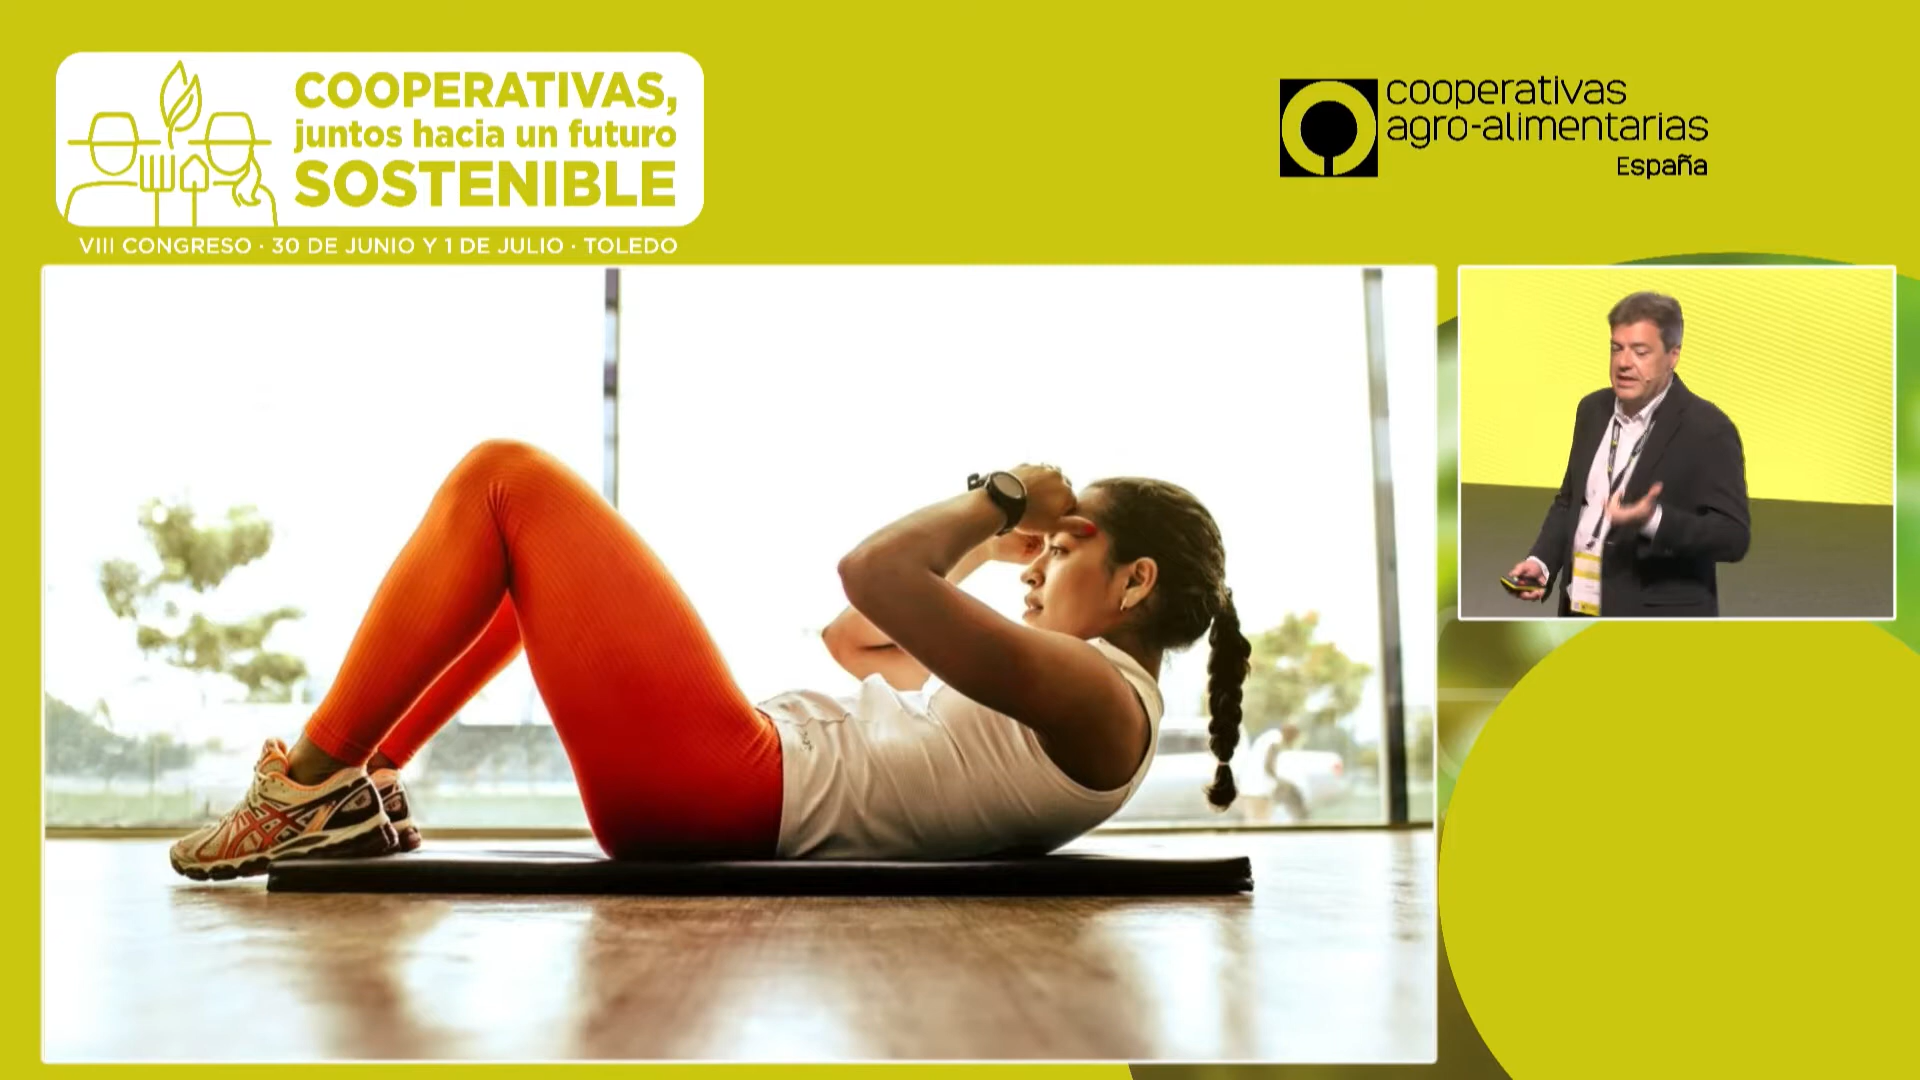 COOPERATIVAS,
juntos hacia un futuro
SOSTENIBLE
VIII CONGRESO · 30 DE JUNIO Y 1 DE JULIO · TOLEDO
cooperativas
agro-alimentarias
España